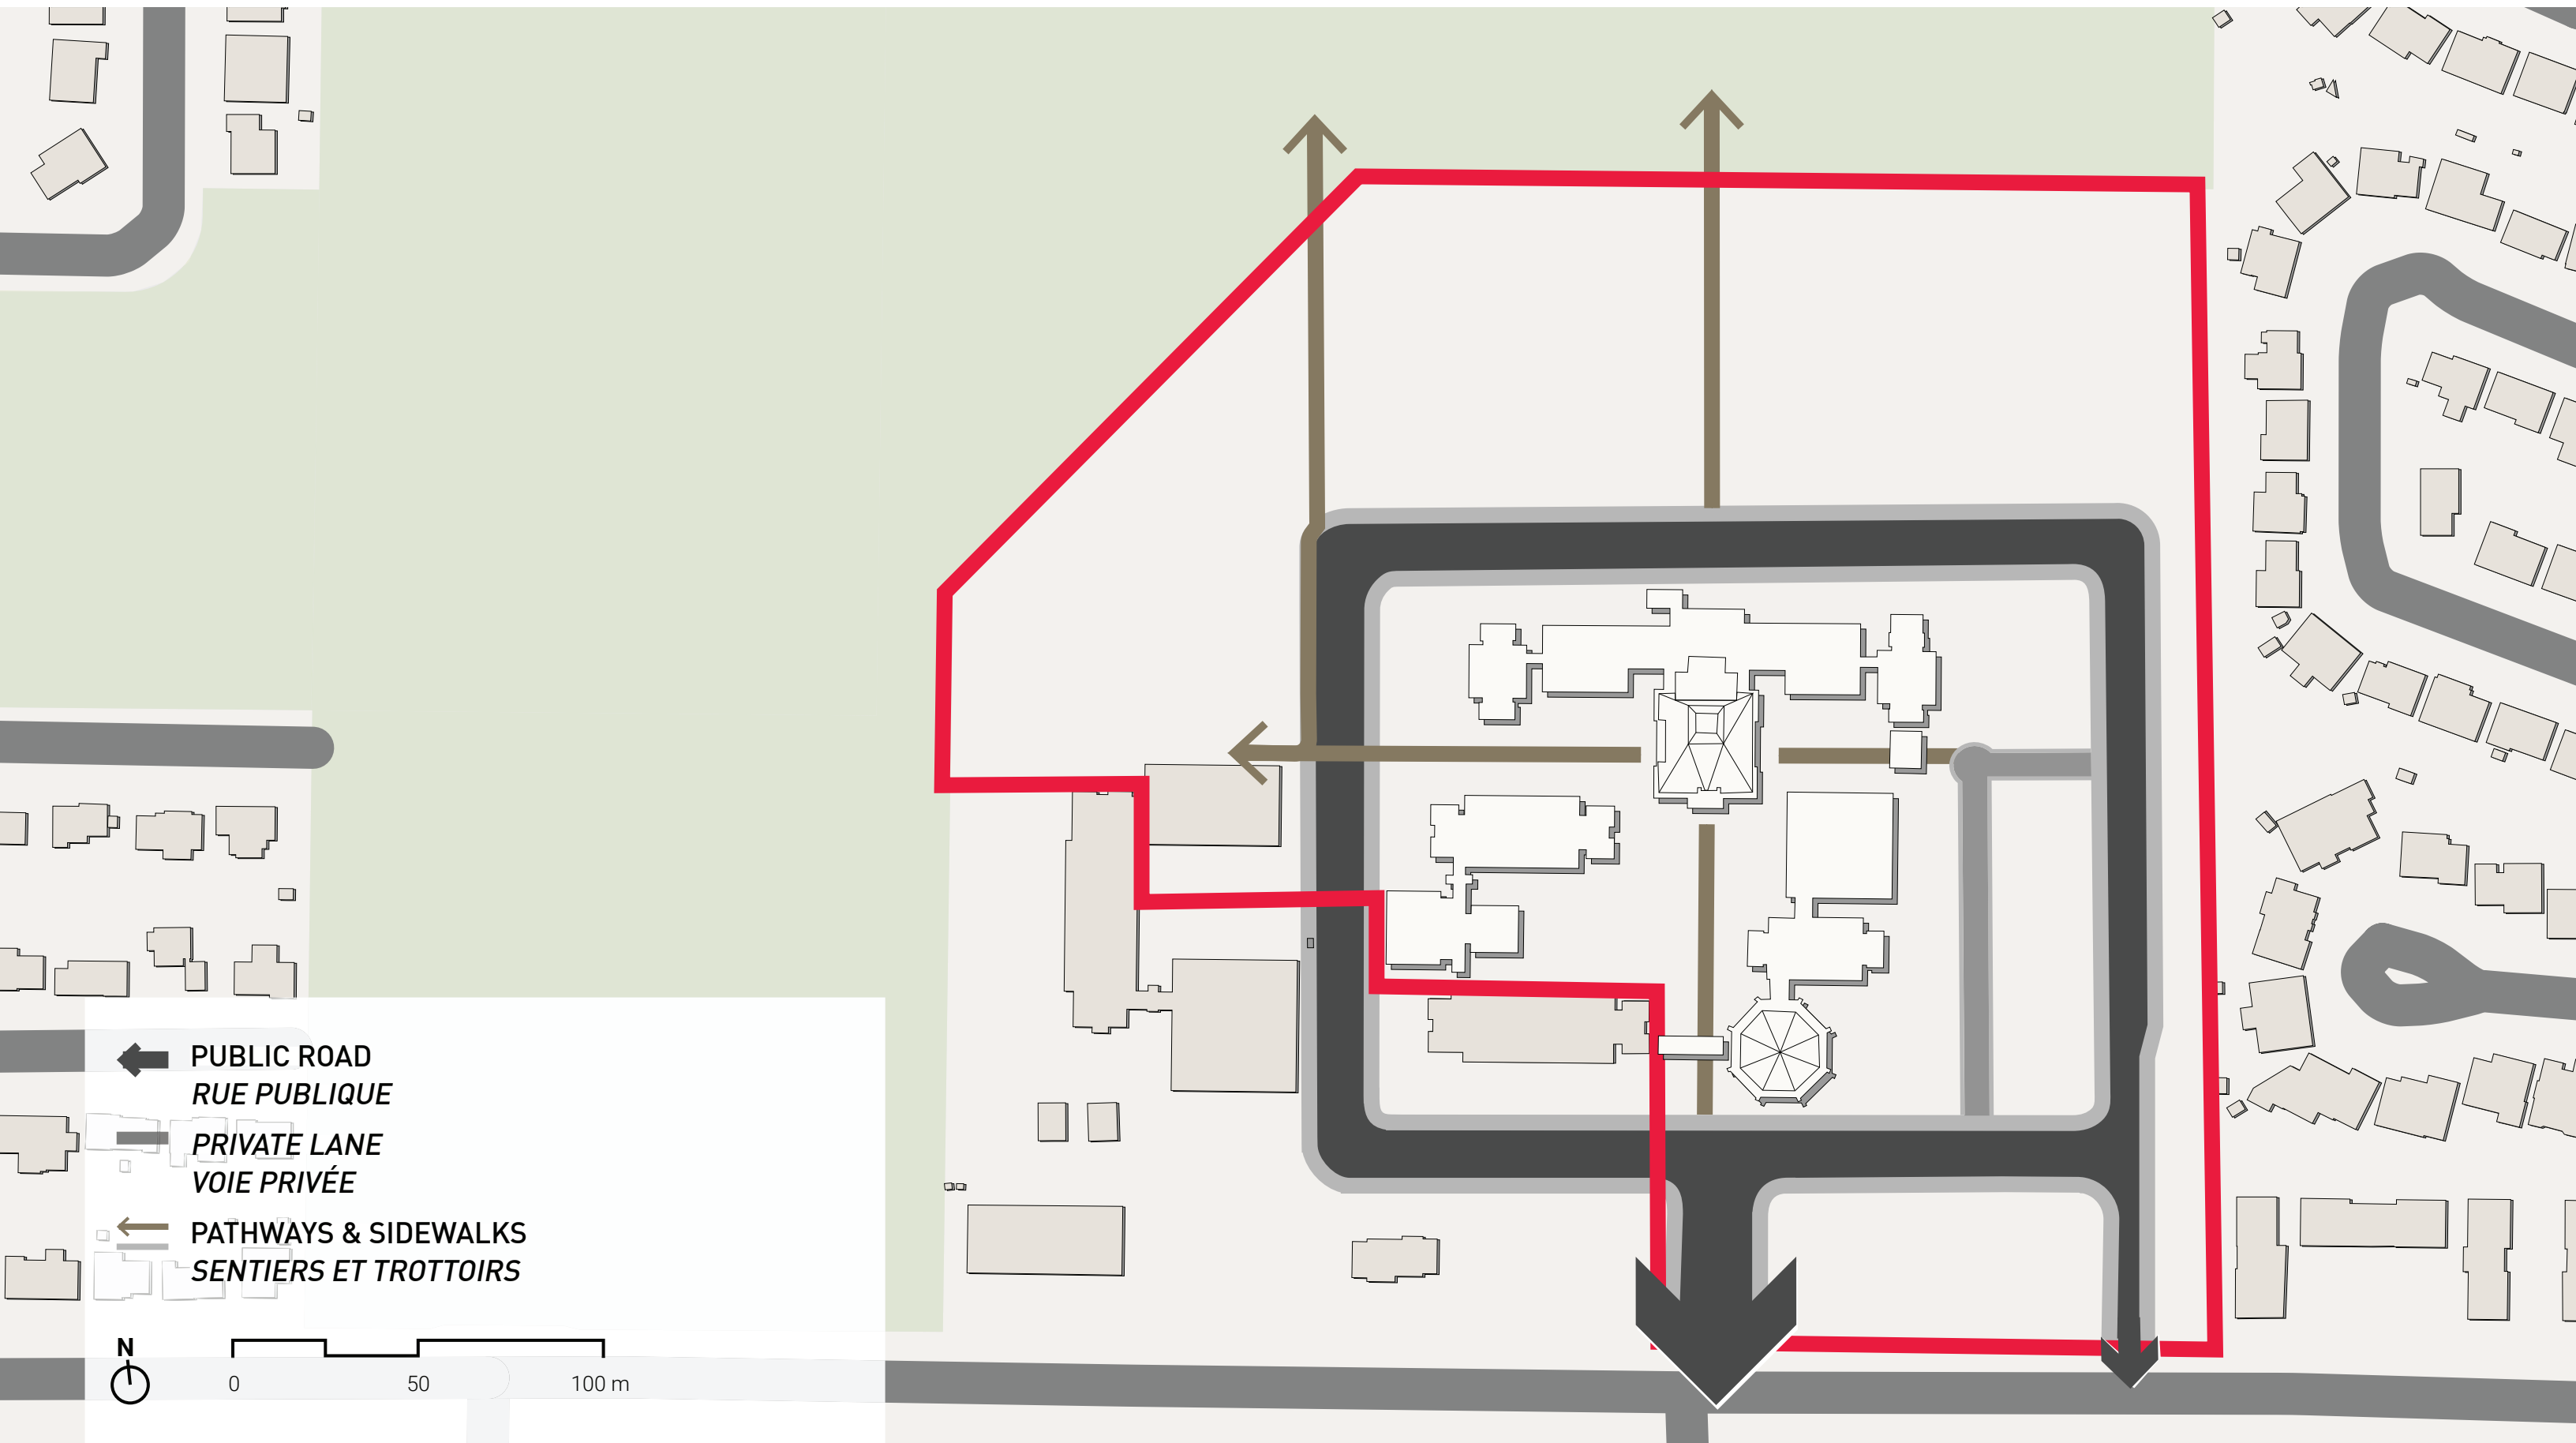 PUBLIC ROAD
RUE PUBLIQUE
PRIVATE LANE
VOIE PRIVÉE
PATHWAYS & SIDEWALKS
SENTIERS ET TROTTOIRS
N
0 50 100 m